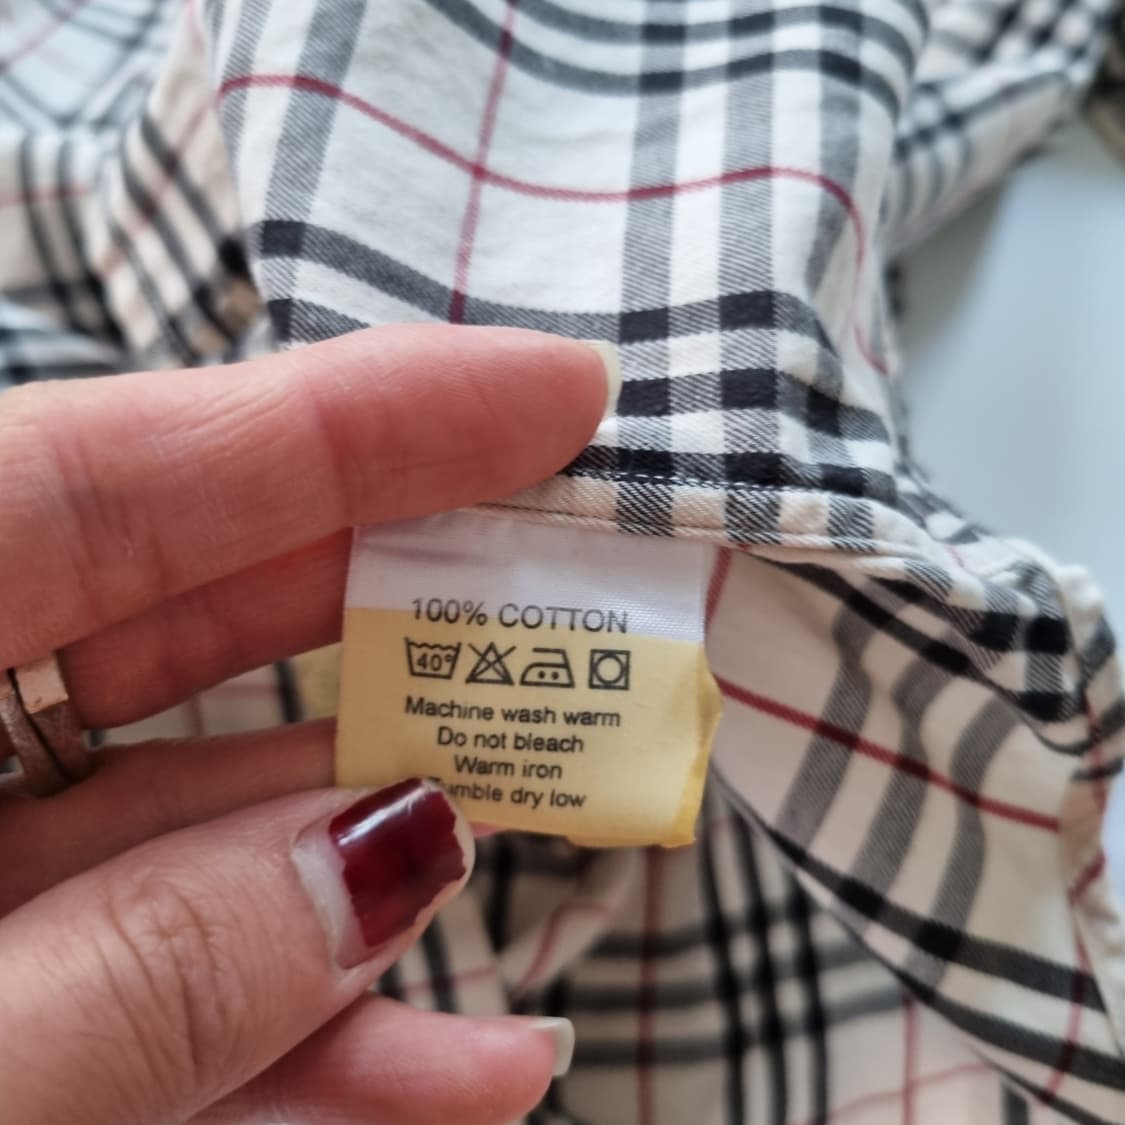 100% COTTON
40°
Machine wash warm
Do not bleach
Warm iron
dry low